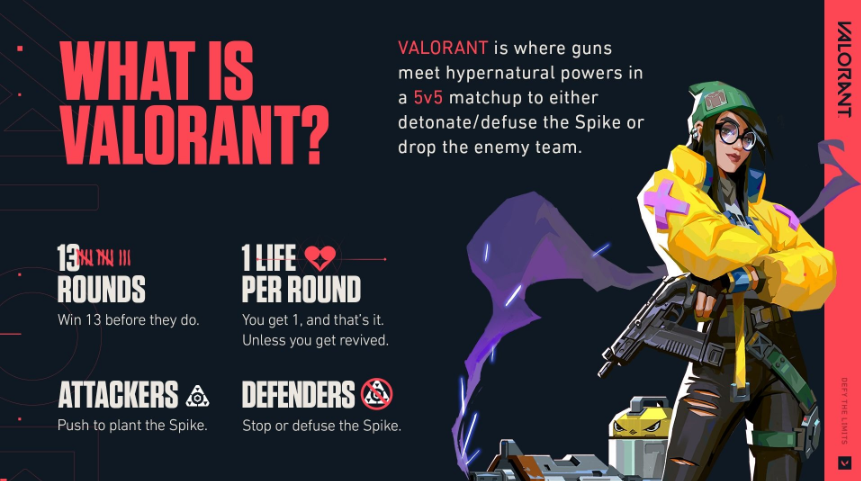 WHAT IS
VALORANT?
VALORANT is where guns
meet hypernatural powers in
a 5v5 matchup to either
detonate/defuse the Spike or
drop the enemy team.
13
ROUNDS
Win 13 before they do.
1 LIFE
PER ROUND
You get 1, and that's it.
Unless you get revived.
ATTACKERS
Push to plant the Spike.
DEFENDERS
Stop or defuse the Spike.
VALORANT
DEFY THE LIMITS